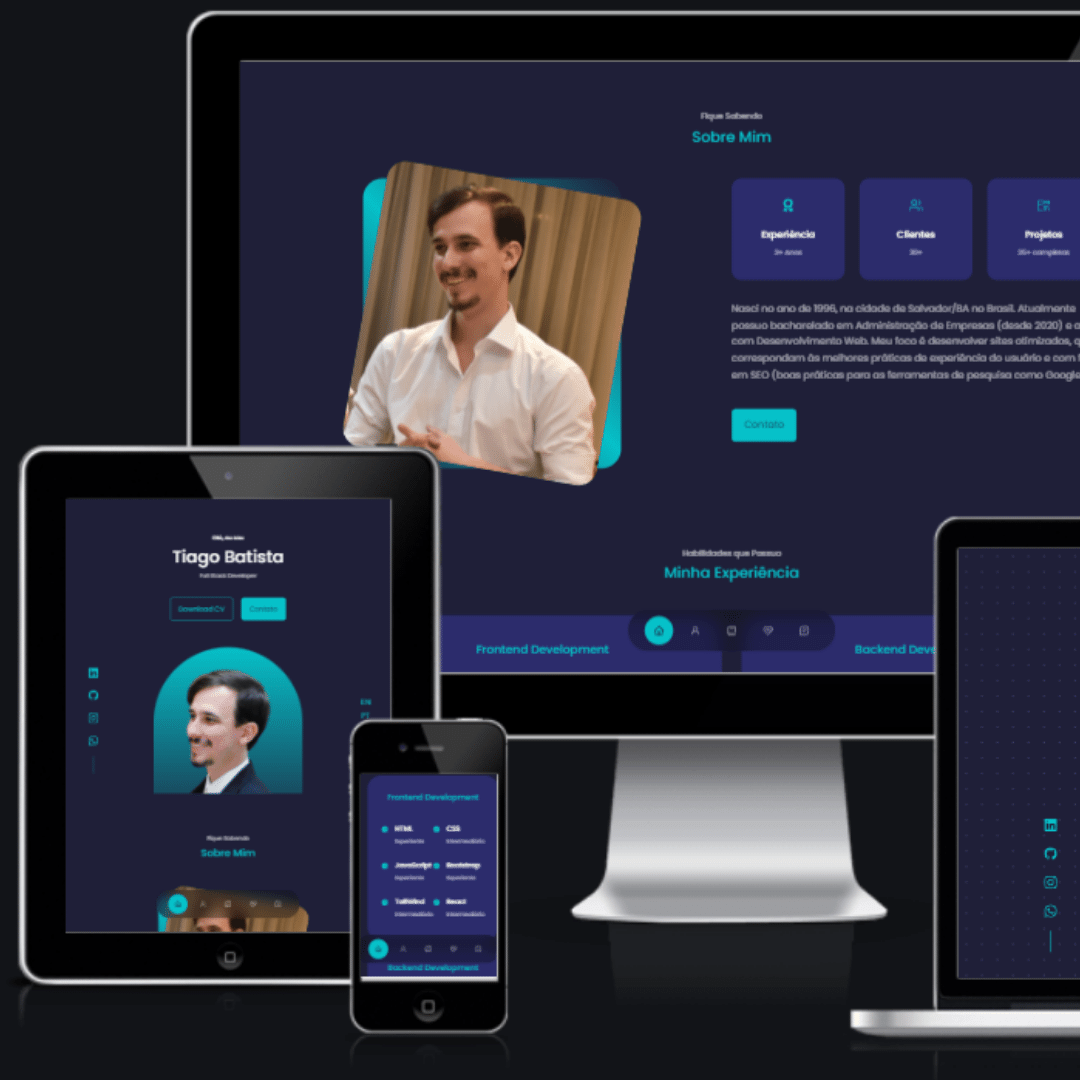 Fique Sabendo
Sobre Mim
Experiência
Clientes
Projetos
3+ Anos
30+
35+ completos
Nasci no ano de 1996, na cidade de Salvador/BA no Brasil. Atualmente
possuo bacharelado em Administração de Empresas (desde 2020) e a
com Desenvolvimento Web. Meu foco é desenvolver sites otimizados, q
correspondam às melhores práticas de experiência do usuário e com
em SEO (boas práticas para as ferramentas de pesquisa como Google
Contato
Habilidades que Possuo
Minha Experiência
Frontend Development
Backend Deve
Tiago Batista
Full Stack Developer
Download CV
Contato
EN
PT
Fique Sabendo
Sobre Mim
Frontend Development
HTML
CSS
Experiente
Intermediário
JavaScript
Bootstrap
Experiente
Experiente
TailWind
React
Intermediário
Intermediário
Backend Development
in